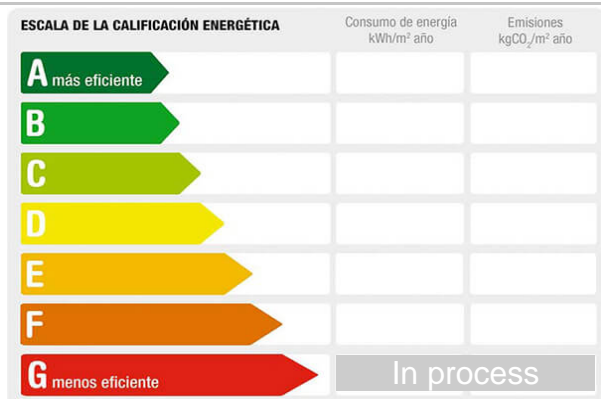 ESCALA DE LA CALIFICACIÓN ENERGÉTICA
Consumo de energía
kWh/m² año
Emisiones
kgCO₂/m² año
A más eficiente
B
C
D
E
F
G menos eficiente
In process